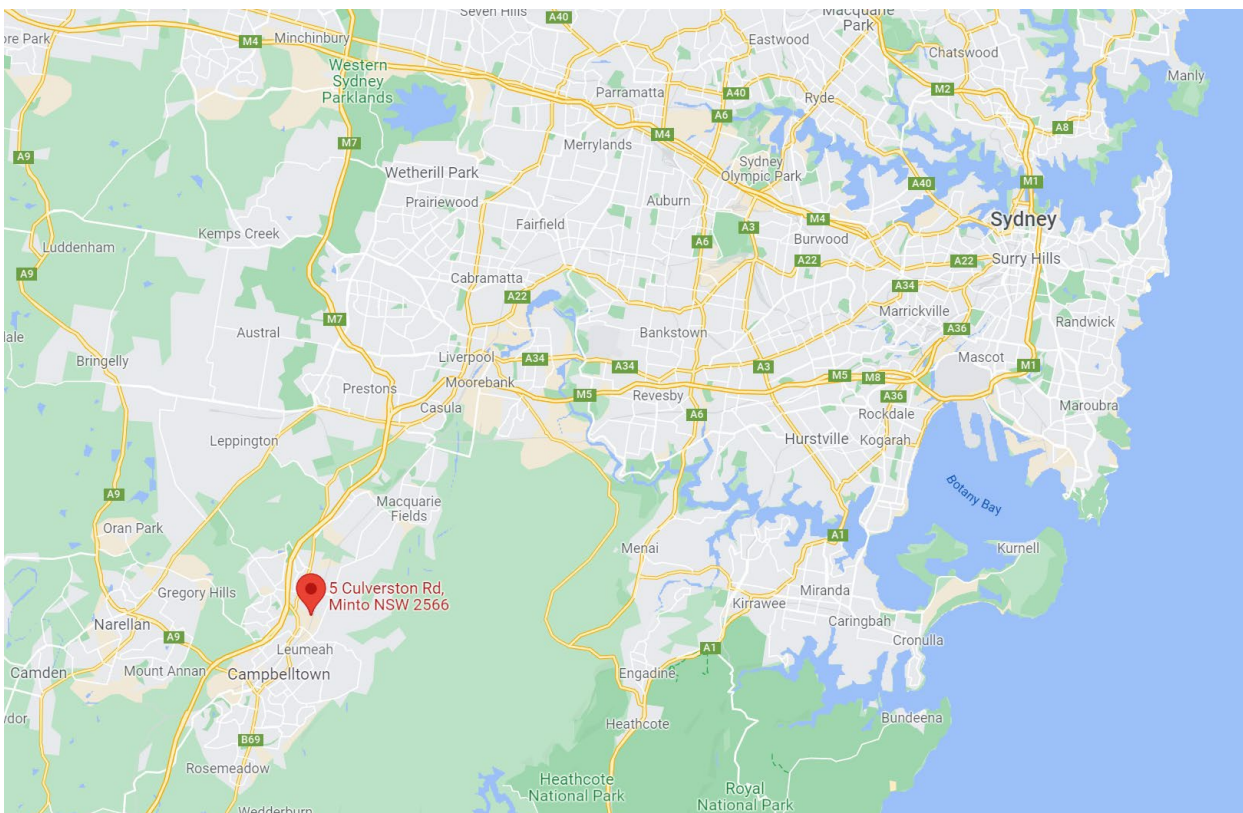 Seven Hills
A40
Macquarie
Park
ore Park
M4
Minchinbury
Eastwood
Chatswood
Western
Sydney
Parklands
Parramatta
A40
Ryde
M2
Manly
A6
A8
M4
A9
M7
Merrylands
Wetherill Park
Sydney
Olympic Park
A40
M1
Prairiewood
Auburn
M4
Sydney
Kemps Creek
Fairfield
A6
A3
Burwood
Luddenham
A9
Cabramatta
A22
A22
Surry Hills
A22
A34
Marrickville
M7
Austral
Bankstown
A36
Randwick
dale
Bringelly
Liverpool
A34
A34
A3
Mascot
M1
Prestons
Moorebank
M5
Revesby
M5
M8
A36
Casula
A6
Rockdale
Maroubra
Leppington
Hurstville
Kogarah
A9
Macquarie
Fields
Botany Bay
Oran Park
Menai
A1
Kurnell
Gregory Hills
5 Culverston Rd,
Minto NSW 2566
Kirrawee
Miranda
Narellan
A9
Leumeah
Caringbah
Cronulla
A1
Camden
Mount Annan
Campbelltown
Engadine
wdor
B69
Heathcote
Bundeena
Rosemeadow
Heathcote
National Park
Royal
National Park
Wedderburn